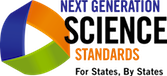 NEXT GENERATION
SCIENCE
STANDARDS
For States, By States